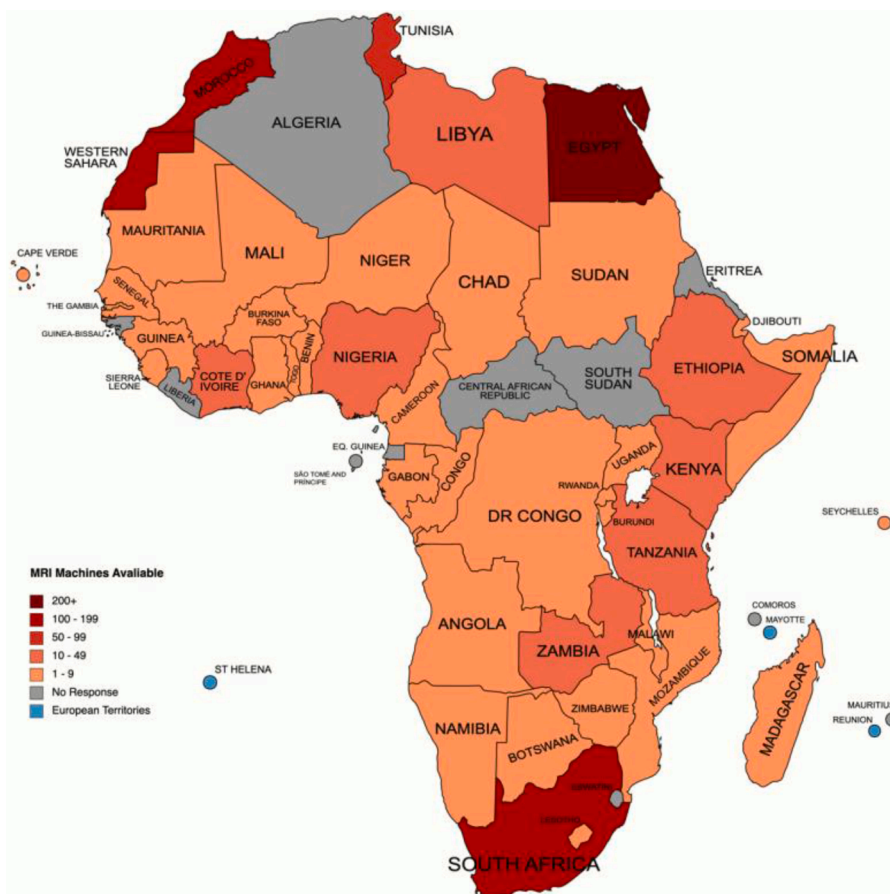 TUNISIA
MOROCCO
ALGERIA
LIBYA
EGYPT
WESTERN
SAHARA
MAURITANIA
MALI
NIGER
CHAD
SUDAN
ERITREA
CAPE VERDE
SENEGAL
THE GAMBIA
GUINEA-BISSAU
GUINEA
BURKINA
FASO
BENIN
TOGO
NIGERIA
DJIBOUTI
SOMALIA
ETHIOPIA
SOUTH
SUDAN
CENTRAL AFRICAN
REPUBLIC
CAMEROON
SIERRA
LEONE
LIBERIA
COTE D'
IVOIRE
GHANA
EQ. GUINEA
SÃO TOMÉ AND
PRÍNCIPE
GABON
CONGO
DR CONGO
UGANDA
KENYA
RWANDA
BURUNDI
TANZANIA
SEYCHELLES
MRI Machines Avaliable
200+
100 - 199
50 - 99
10 - 49
1 - 9
No Response
European Territories
ST HELENA
ANGOLA
ZAMBIA
MALAWI
MOZAMBIQUE
COMOROS
MAYOTTE
MADAGASCAR
MAURITIU
REUNION
ZIMBABWE
NAMIBIA
BOTSWANA
LESOTHO
SOUTH AFRICA